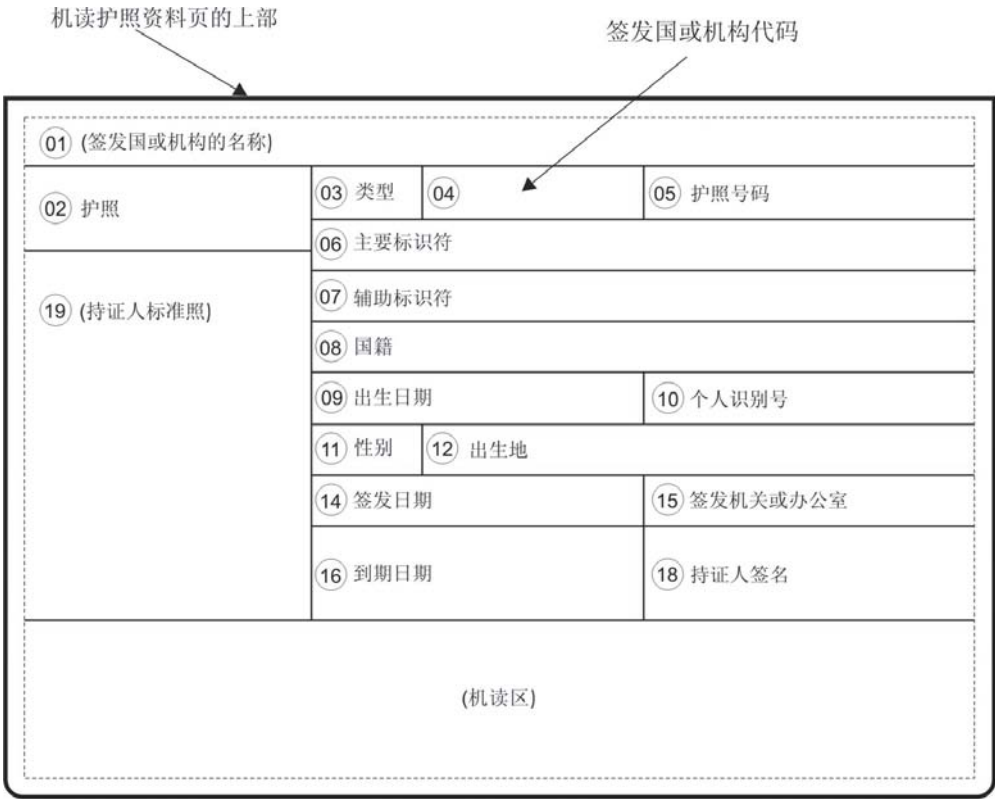 机读护照资料页的上部
签发国或机构代码
01 (签发国或机构的名称)
02 护照
03 类型
04
05 护照号码
06 主要标识符
07 辅助标识符
19 (持证人标准照)
08 国籍
09 出生日期
10 个人识别号
11 性别
12 出生地
14 签发日期
15 签发机关或办公室
16 到期日期
18 持证人签名
(机读区)